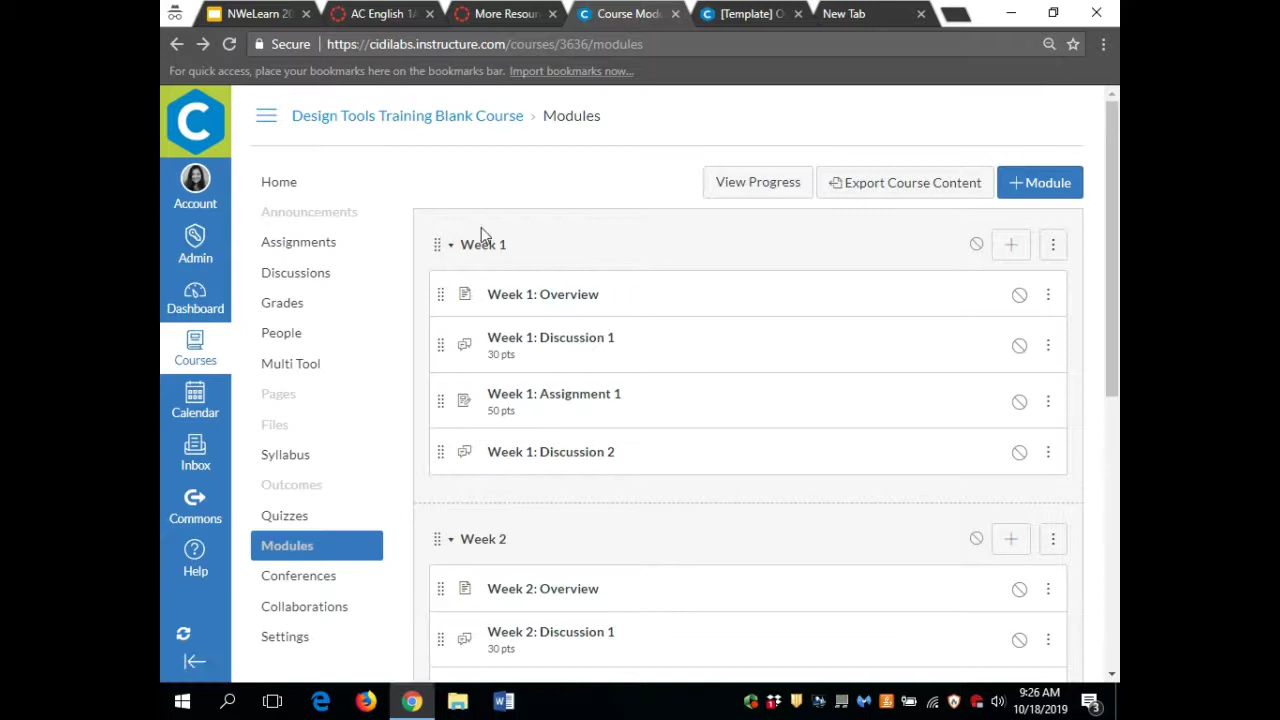 NWeLearn 20
AC English 1A
More Resour
Course Modu
[Template] O
New Tab
Secure https://cidilabs.instructure.com/courses/3636/modules
For quick access, place your bookmarks here on the bookmarks bar. Import bookmarks now...
C
Design Tools Training Blank Course › Modules
Account
Admin
Dashboard
Courses
Calendar
Inbox
Commons
Help
Home
Announcements
Assignments
Discussions
Grades
People
Multi Tool
Pages
Files
Syllabus
Outcomes
Quizzes
Modules
Conferences
Collaborations
Settings
View Progress
Export Course Content
+ Module
Week 1
Week 1: Overview
Week 1: Discussion 1
30 pts
Week 1: Assignment 1
50 pts
Week 1: Discussion 2
Week 2
Week 2: Overview
Week 2: Discussion 1
30 pts
9:26 AM
10/18/2019
3